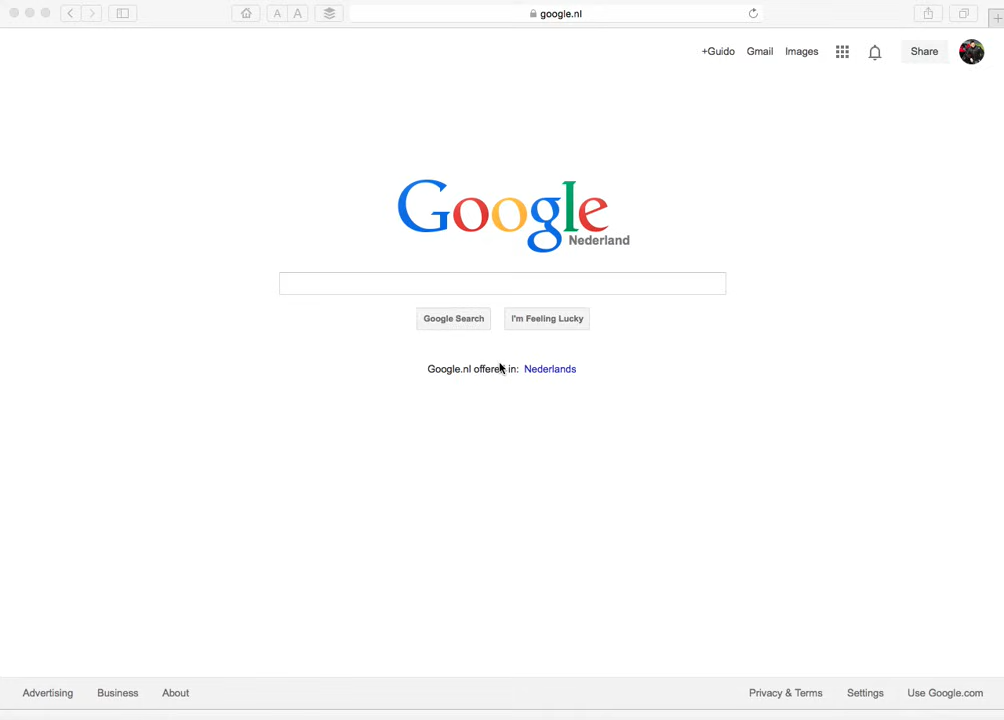 A A google.nl
+Guido Gmail Images Share
Google
Nederland
Google Search I'm Feeling Lucky
Google.nl offered in: Nederlands
Advertising Business About Privacy & Terms Settings Use Google.com